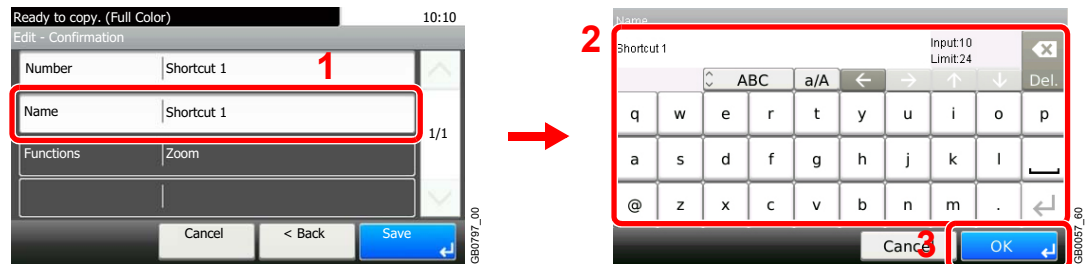 Ready to copy. (Full Color) 10:10
Edit - Confirmation
Number Shortcut 1 1
Name Shortcut 1
1/1
Functions Zoom
Cancel < Back Save
GB0797_00
Name
2
Shortcut 1 Input:10
Limit:24
ABC a/A ← → ↑ ↓ Del.
q w e r t y u i o p
a s d f g h j k l
@ z x c v b n m .
Cancel 3 OK
GB0057_60